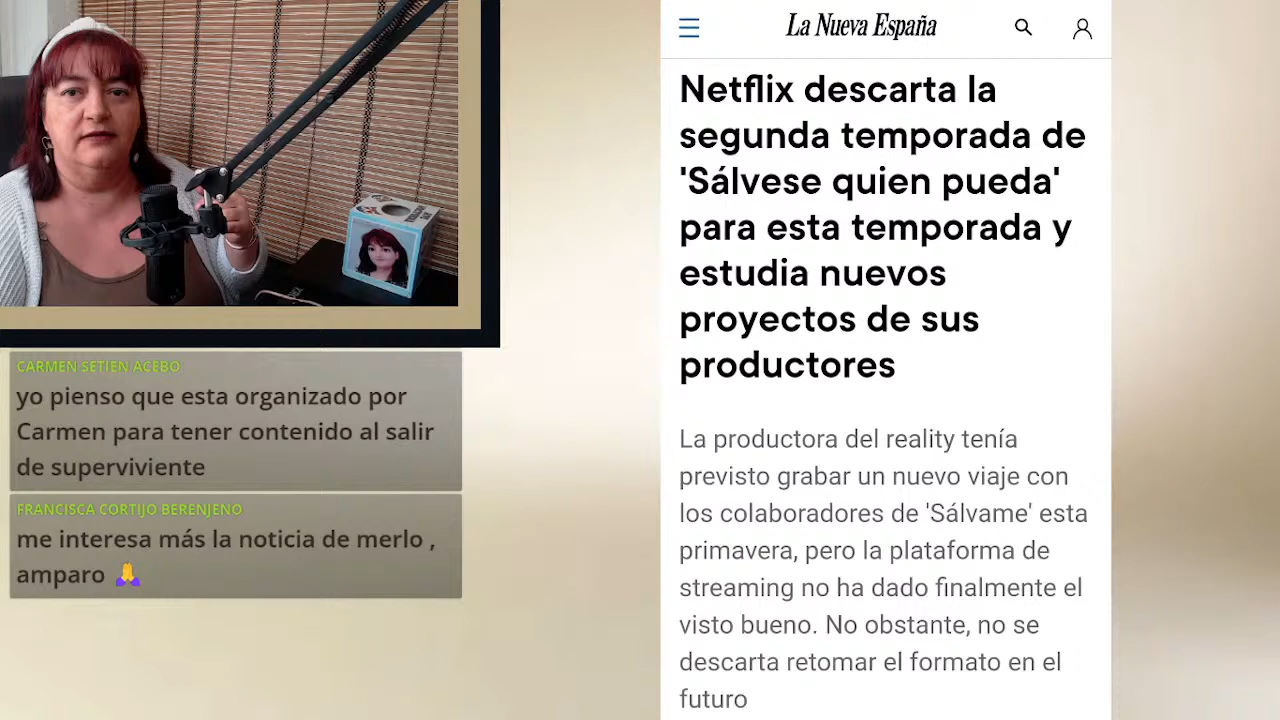 La Nueva España
Netflix descarta la
segunda temporada de
'Sálvese quien pueda'
para esta temporada y
estudia nuevos
proyectos de sus
productores
La productora del reality tenía
previsto grabar un nuevo viaje con
los colaboradores de 'Sálvame' esta
primavera, pero la plataforma de
streaming no ha dado finalmente el
visto bueno. No obstante, no se
descarta retomar el formato en el
futuro
CARMEN SETIEN ACEBO
yo pienso que esta organizado por
Carmen para tener contenido al salir
de superviviente
FRANCISCA CORTIJO BERENJENO
me interesa más la noticia de merlo ,
amparo 🙏